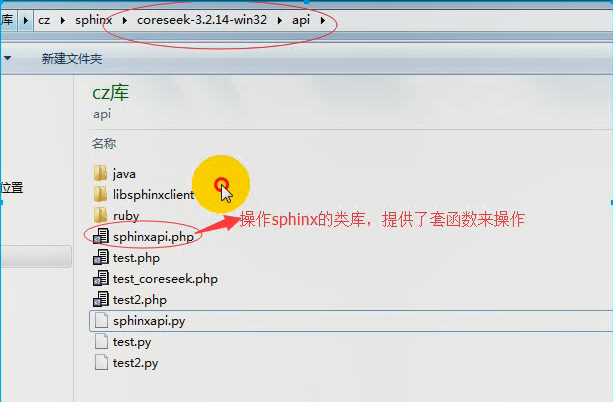 库 cz sphinx coreseek-3.2.14-win32 api
新建文件夹
cz库
api
名称
java
位置
libsphinxclient
ruby
操作sphinx的类库，提供了套函数来操作
sphinxapi.php
test.php
test_coreseek.php
test2.php
sphinxapi.py
test.py
test2.py